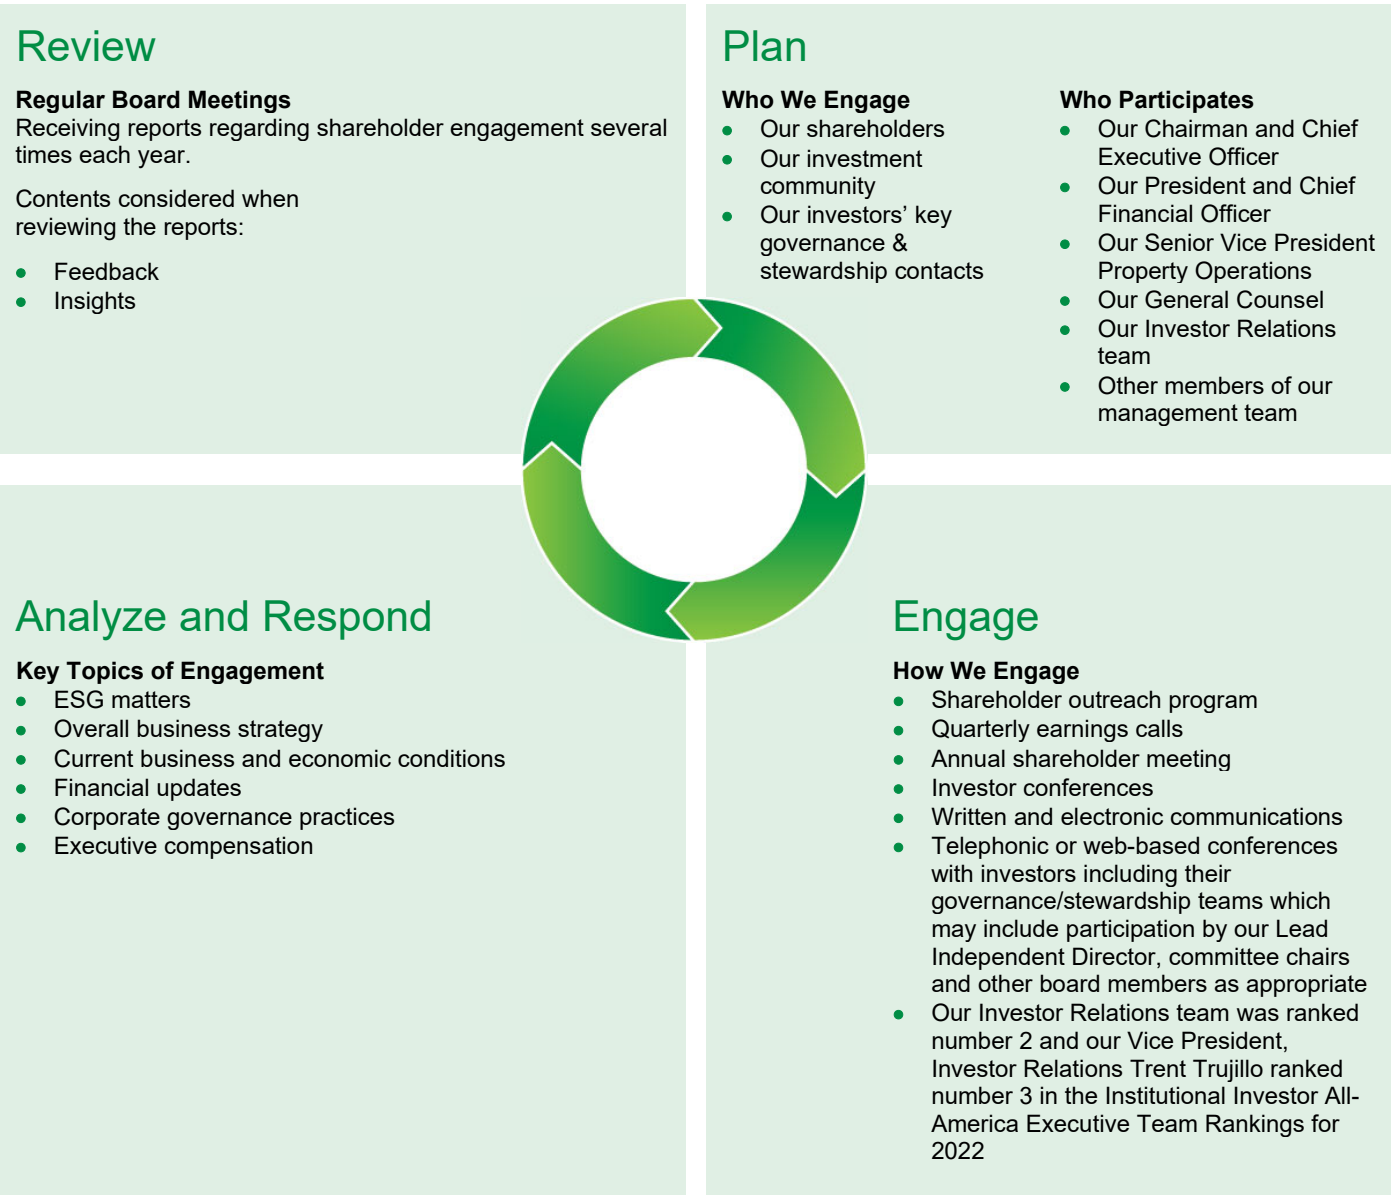 Review
Regular Board Meetings
Receiving reports regarding shareholder engagement several
times each year.
Contents considered when
reviewing the reports:
● Feedback
● Insights
Plan
Who We Engage
● Our shareholders
● Our investment
community
● Our investors’ key
governance &
stewardship contacts
Who Participates
● Our Chairman and Chief
Executive Officer
● Our President and Chief
Financial Officer
● Our Senior Vice President
Property Operations
● Our General Counsel
● Our Investor Relations
team
● Other members of our
management team
Analyze and Respond
Key Topics of Engagement
● ESG matters
● Overall business strategy
● Current business and economic conditions
● Financial updates
● Corporate governance practices
● Executive compensation
Engage
How We Engage
● Shareholder outreach program
● Quarterly earnings calls
● Annual shareholder meeting
● Investor conferences
● Written and electronic communications
● Telephonic or web-based conferences
with investors including their
governance/stewardship teams which
may include participation by our Lead
Independent Director, committee chairs
and other board members as appropriate
● Our Investor Relations team was ranked
number 2 and our Vice President,
Investor Relations Trent Trujillo ranked
number 3 in the Institutional Investor All-
America Executive Team Rankings for
2022